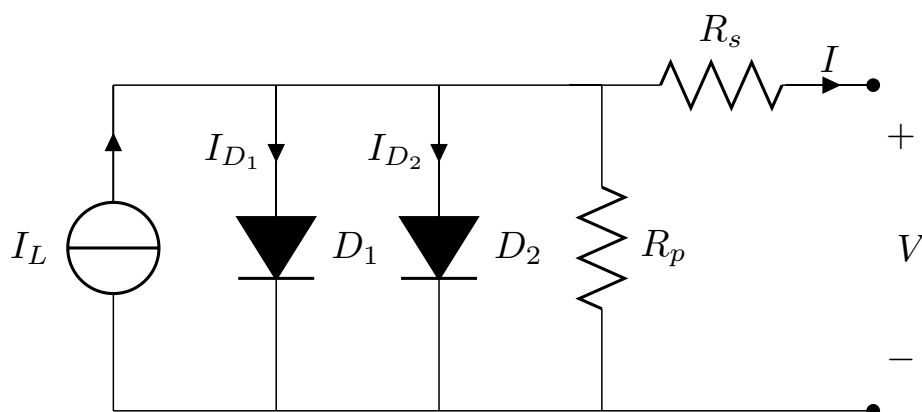 R_s
I
+
I_{D_1}
I_{D_2}
I_L
D_1
D_2
R_p
V
−